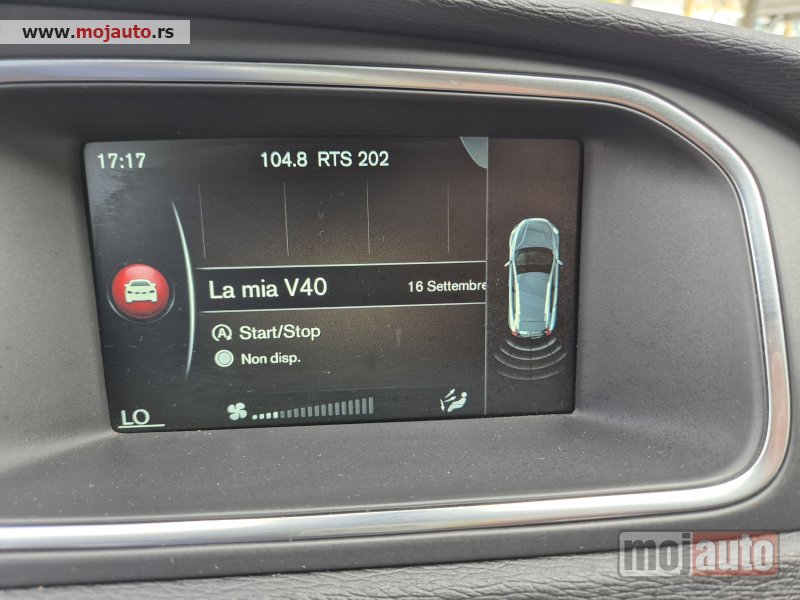 www.mojauto.rs
17:17
104.8 RTS 202
La mia V40
16 Settembre
Start/Stop
Non disp.
LO
mojauto